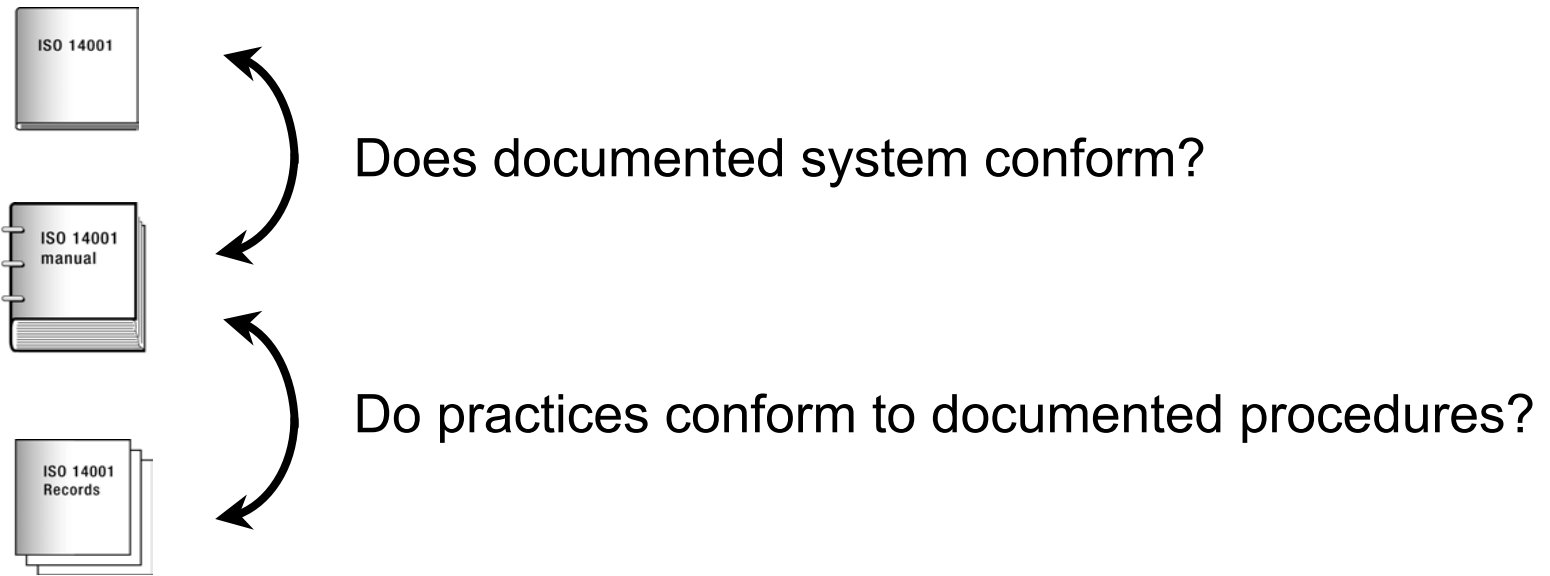 ISO 14001
Does documented system conform?
ISO 14001
manual
Do practices conform to documented procedures?
ISO 14001
Records